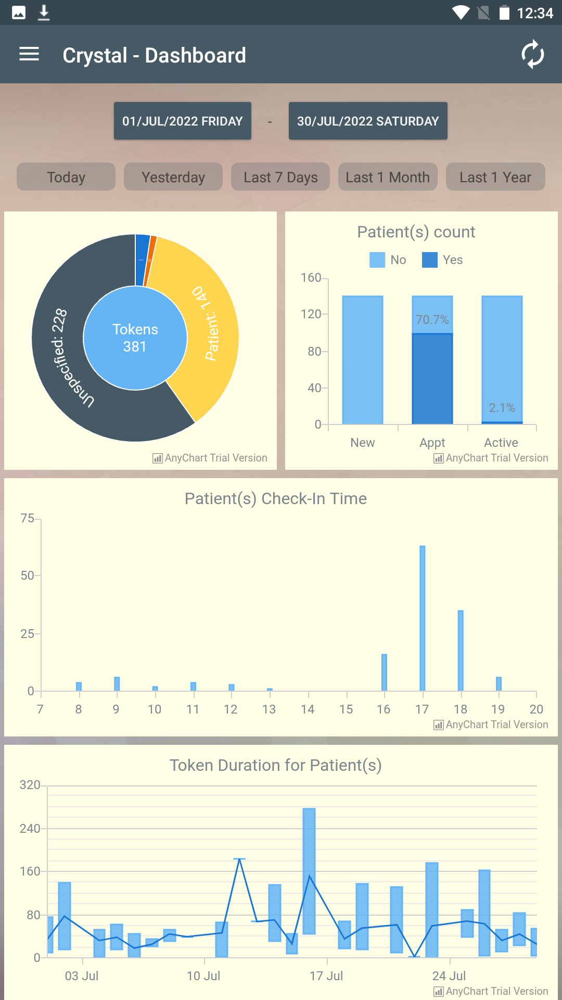 12:34
Crystal - Dashboard
01/JUL/2022 FRIDAY - 30/JUL/2022 SATURDAY
Today Yesterday Last 7 Days Last 1 Month Last 1 Year
Unspecified: 228
Tokens
381
Patient: 140
AnyChart Trial Version
Patient(s) count
No Yes
160
120
80
40
0
70.7%
2.1%
New Appt Active
AnyChart Trial Version
Patient(s) Check-In Time
75
50
25
0
7 8 9 10 11 12 13 14 15 16 17 18 19 20
AnyChart Trial Version
Token Duration for Patient(s)
320
240
160
80
0
03 Jul 10 Jul 17 Jul 24 Jul
AnyChart Trial Version